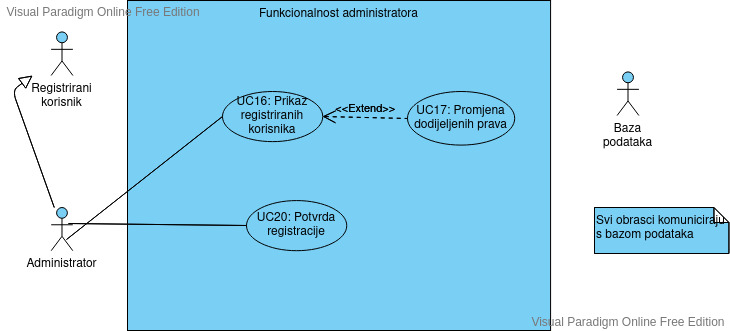 Visual Paradigm Online Free Edition
Funkcionalnost administratora
Registrirani
korisnik
UC16: Prikaz
registriranih
korisnika
<<Extend>>
UC17: Promjena
dodijeljenih prava
Baza
podataka
UC20: Potvrda
registracije
Svi obrasci komuniciraju
s bazom podataka
Administrator
Visual Paradigm Online Free Edition